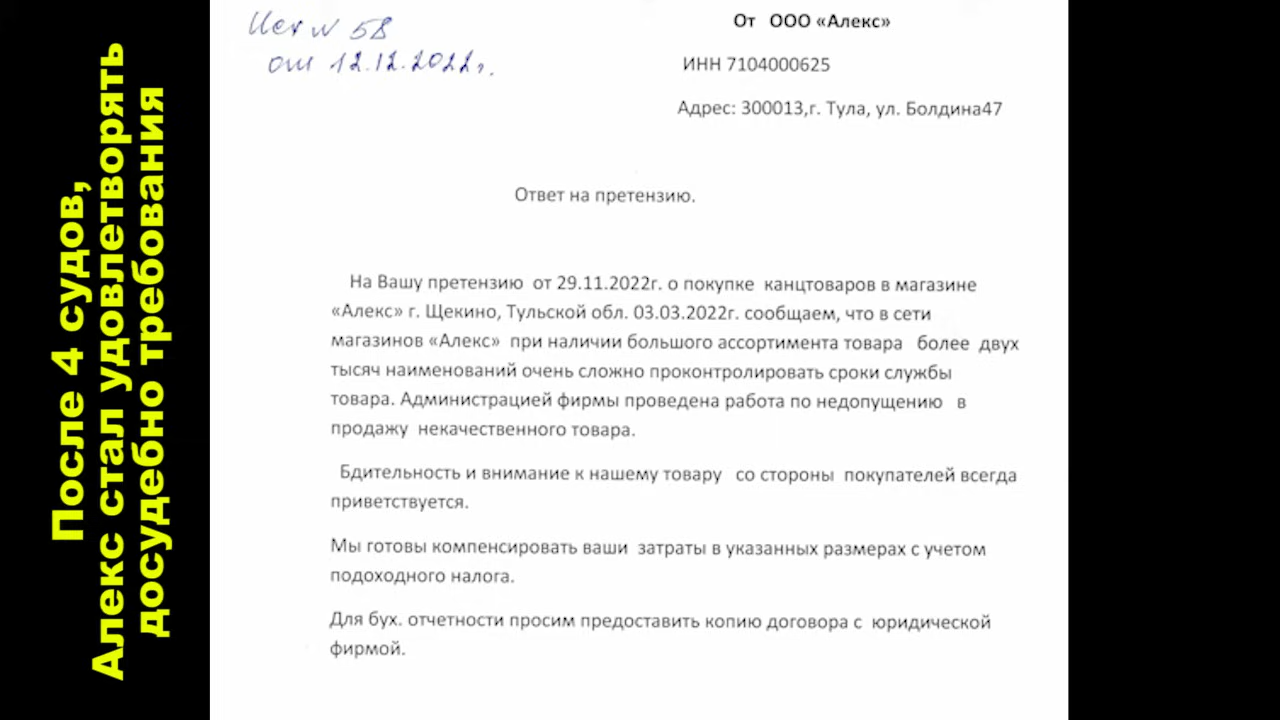 После 4 судов,
Алекс стал удовлетворять
досудебно требования
Исх № 58
от 12.12.2022г.
От ООО «Алекс»
ИНН 7104000625
Адрес: 300013,г. Тула, ул. Болдина47
Ответ на претензию.
На Вашу претензию от 29.11.2022г. о покупке канцтоваров в магазине
«Алекс» г. Щекино, Тульской обл. 03.03.2022г. сообщаем, что в сети
магазинов «Алекс» при наличии большого ассортимента товара более двух
тысяч наименований очень сложно проконтролировать сроки службы
товара. Администрацией фирмы проведена работа по недопущению в
продажу некачественного товара.
Бдительность и внимание к нашему товару со стороны покупателей всегда
приветствуется.
Мы готовы компенсировать ваши затраты в указанных размерах с учетом
подоходного налога.
Для бух. отчетности просим предоставить копию договора с юридической
фирмой.